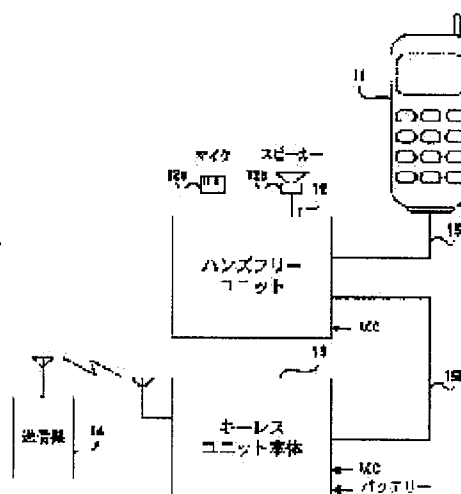 11
マイク
スピーカー
12a
12b
12
15
ハンズフリー
ユニット
ACC
13
15b
送信機
14
キーレス
ユニット本体
ACC
バッテリー